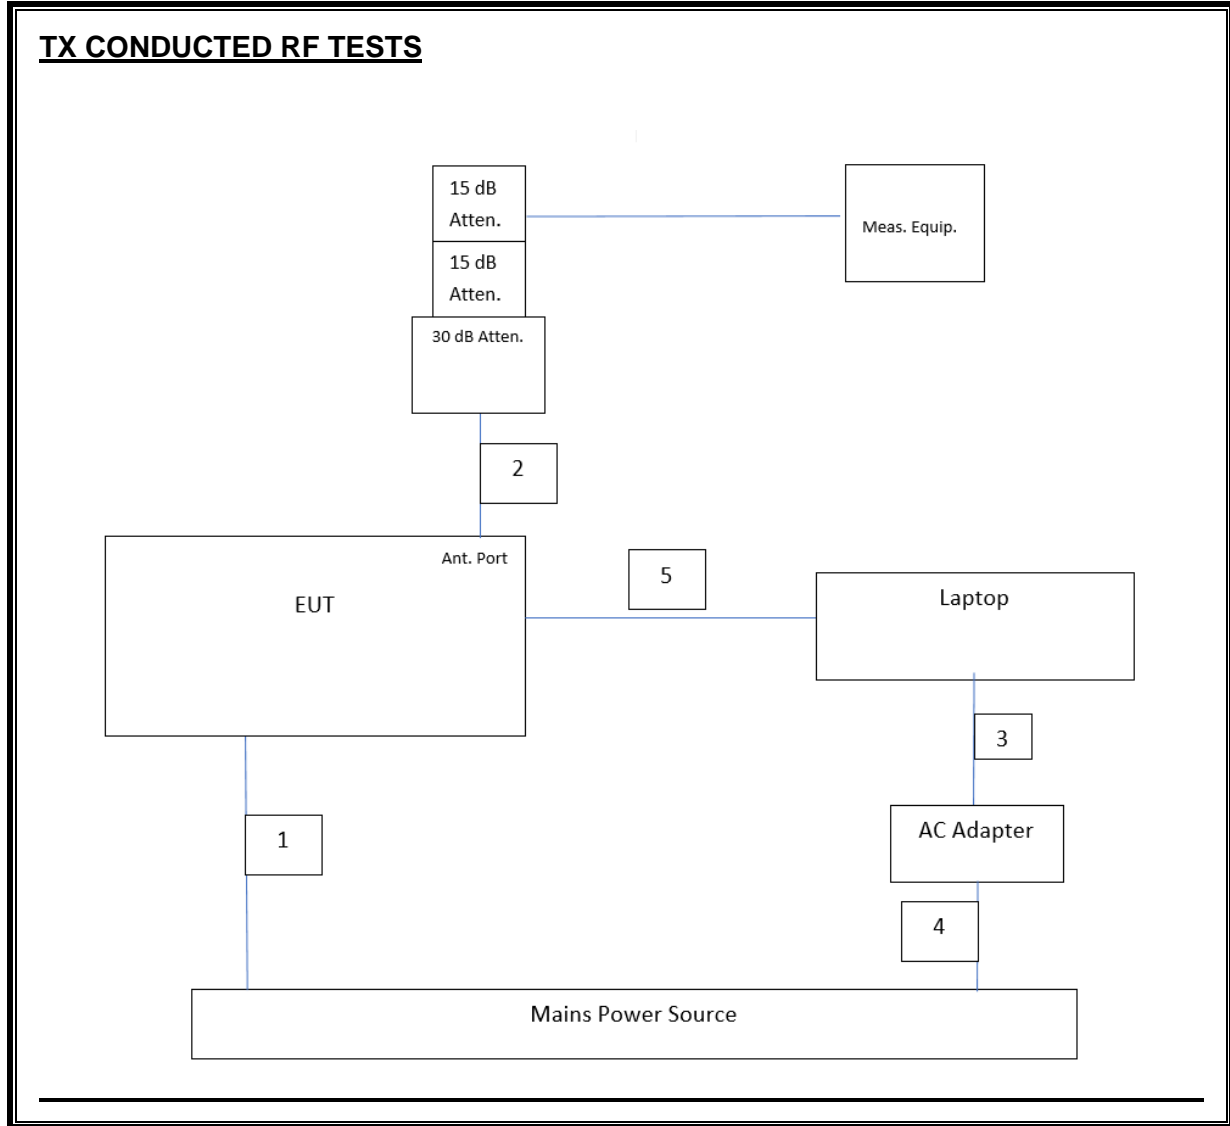 TX CONDUCTED RF TESTS
15 dB
Atten.
15 dB
Atten.
30 dB Atten.
Meas. Equip.
2
Ant. Port
EUT
5
Laptop
3
AC Adapter
1
4
Mains Power Source